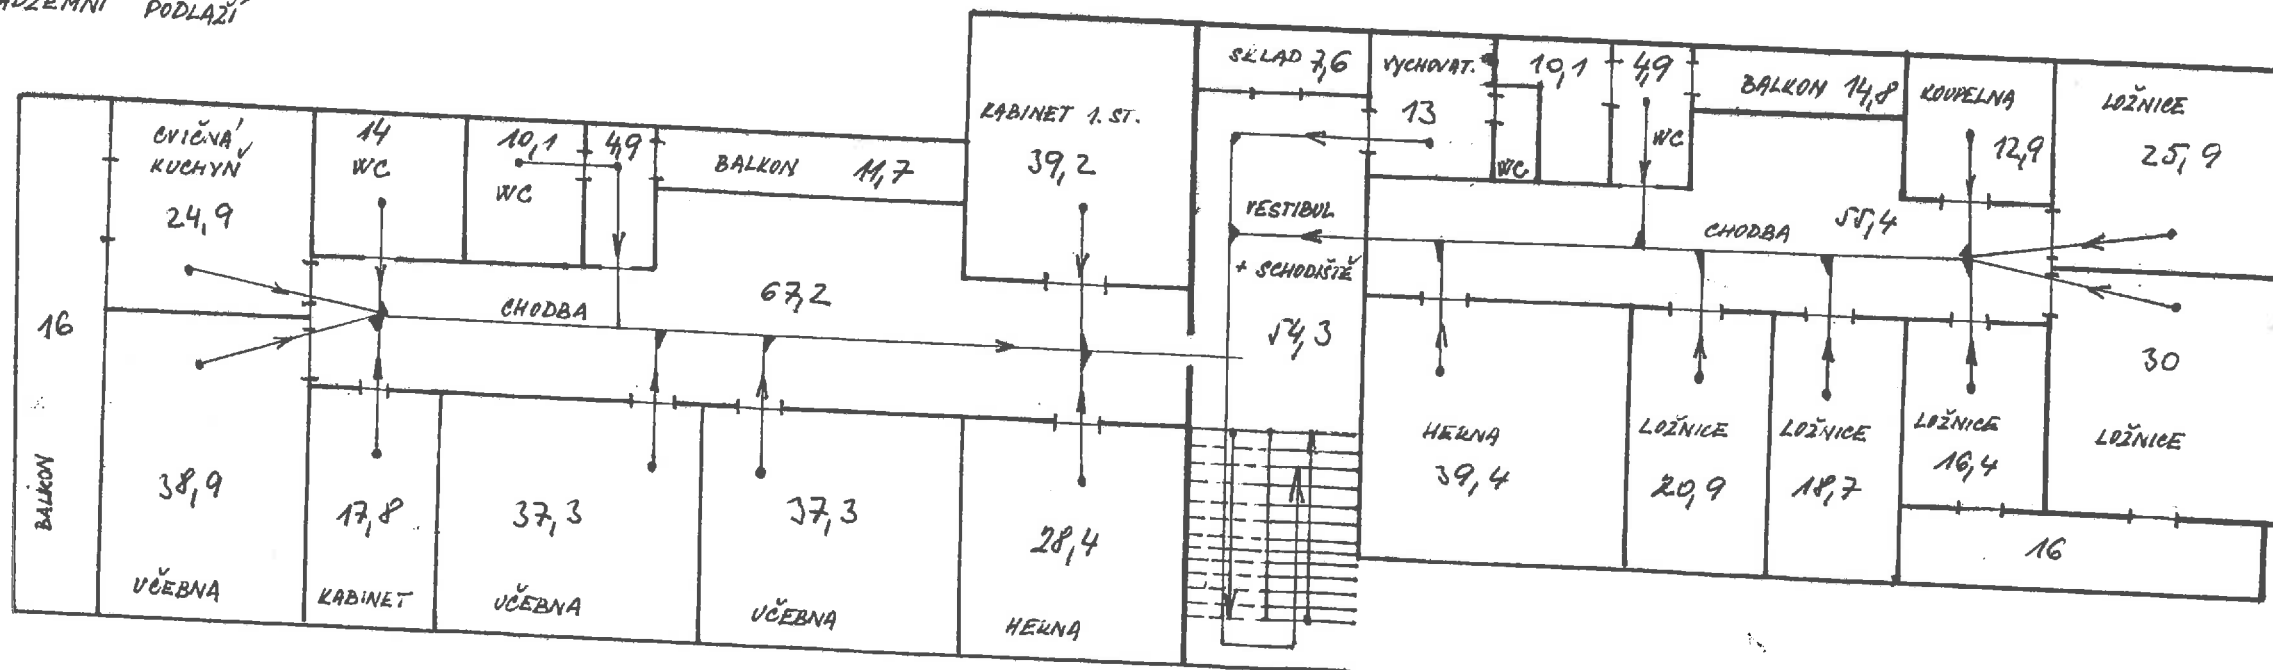 PODLAŽÍ
CVIČNÁ
KUCHYŇ
24,9
14
WC
10,1
WC
4,9
BALKON 11,7
KABINET 1.ST.
39,2
SKLAD 7,6
VYCHOVAT.
13
10,1
WC
4,9
WC
BALKON 14,8
KOUPELNA
12,9
LOŽNICE
25,9
VESTIBUL
+ SCHODIŠTĚ
54,3
CHODBA 55,4
CHODBA
67,2
16
BALKON
38,9
UČEBNA
17,8
KABINET
37,3
UČEBNA
37,3
UČEBNA
28,4
HERNA
HERNA
39,4
LOŽNICE
20,9
LOŽNICE
18,7
LOŽNICE
16,4
30
LOŽNICE
16